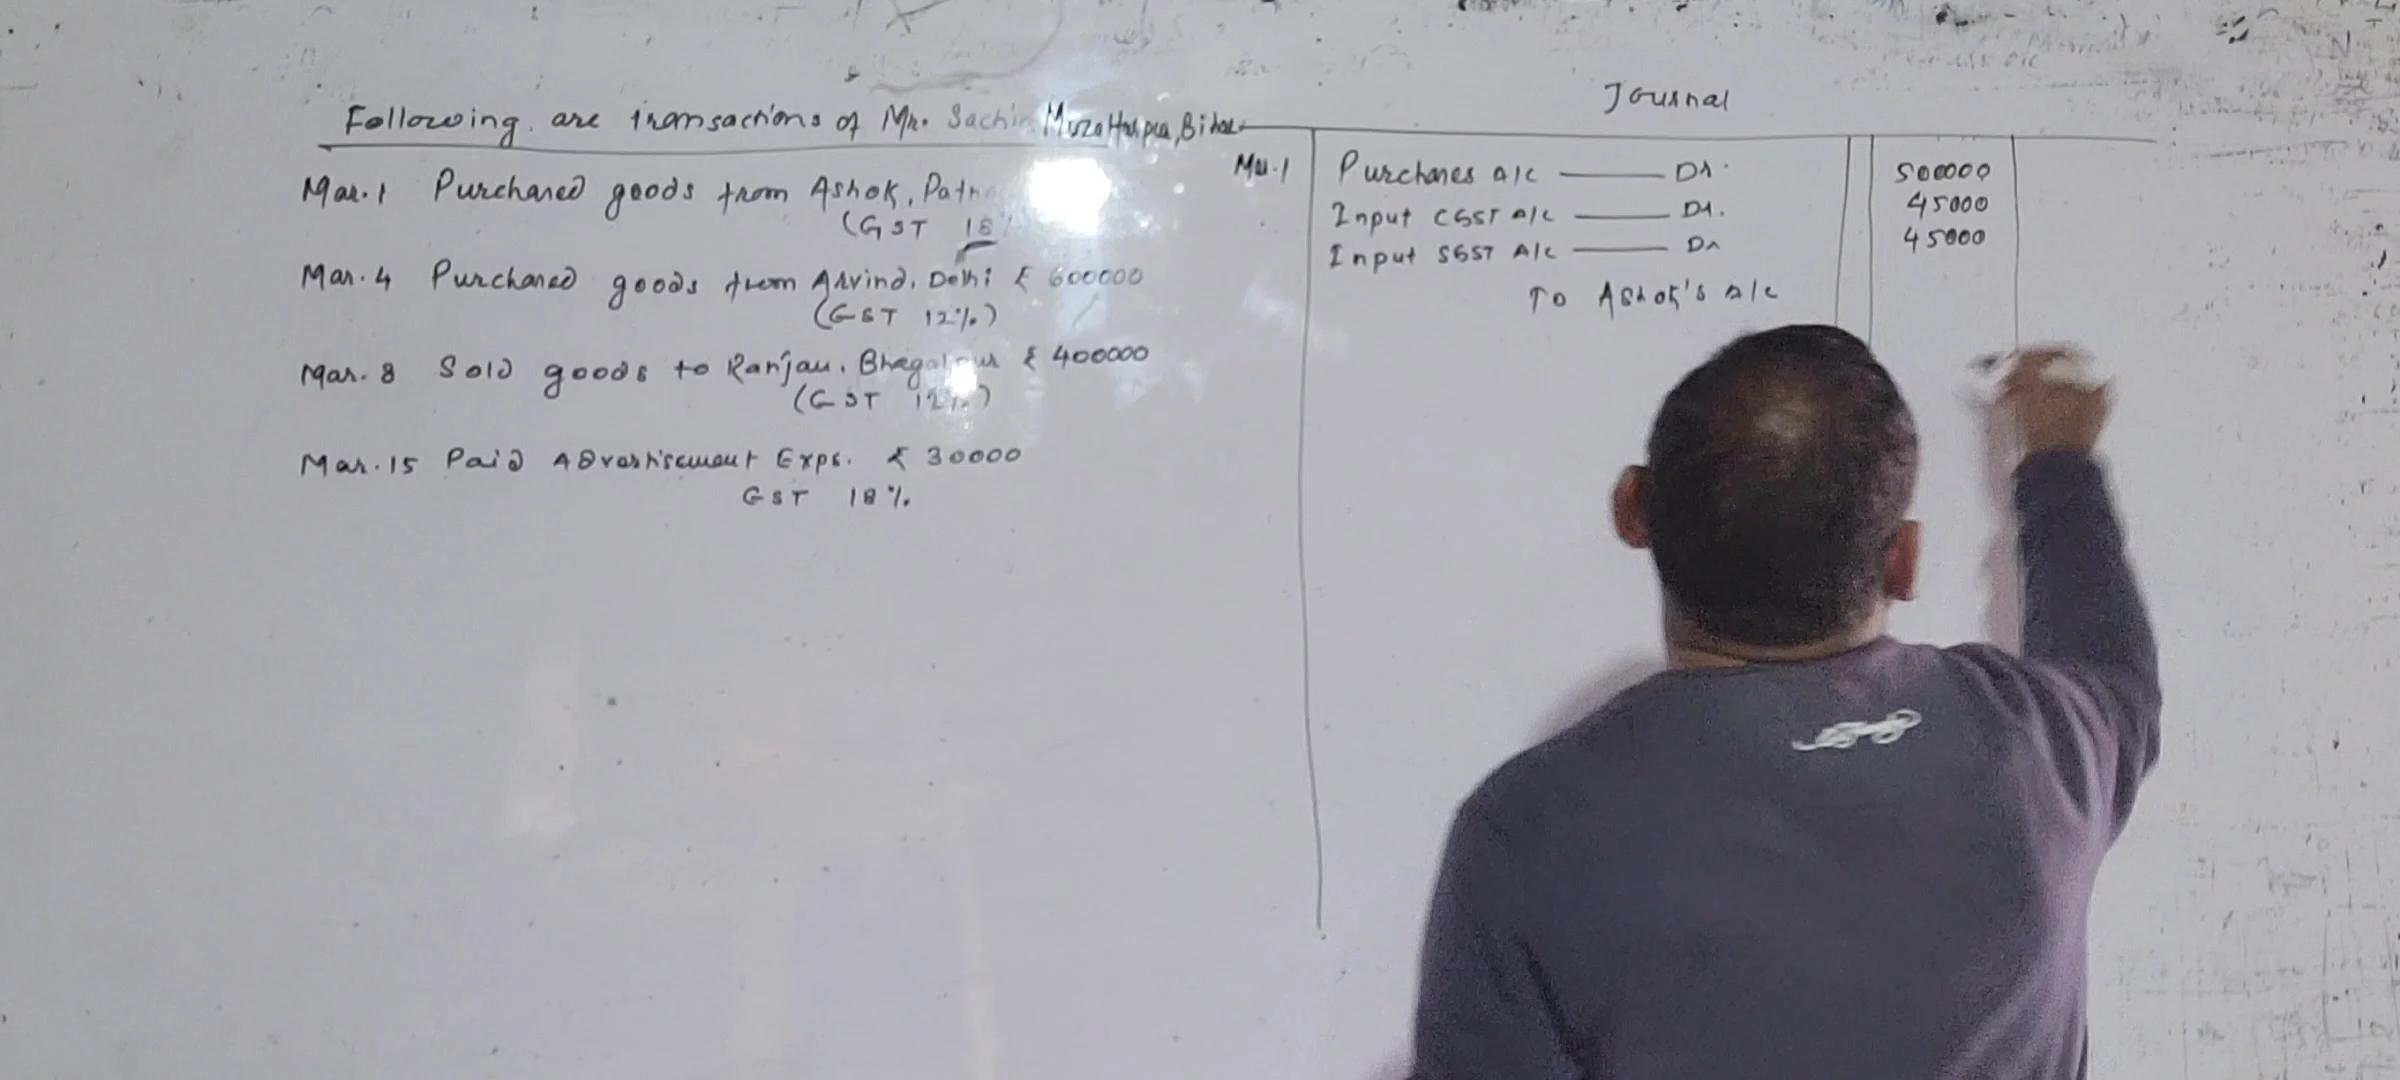 Following are transactions of Mr. Sachin Muzaffarpur, Bihar
Mar. 1 Purchased goods from Ashok, Patn
(GST 18
Mar. 4 Purchased goods from Arvind, Delhi ₹ 600000
(GST 12%)
Mar. 8 Sold goods to Ranjan, Bhagalpur ₹ 400000
(GST 12%)
Mar. 15 Paid Advertisement Exps. ₹ 30000
GST 18%
Journal
Mar. 1 Purchases A/c Dr. 500000
Input CGST A/c Dr. 45000
Input SGST A/c Dr 45000
To Ashok's A/c